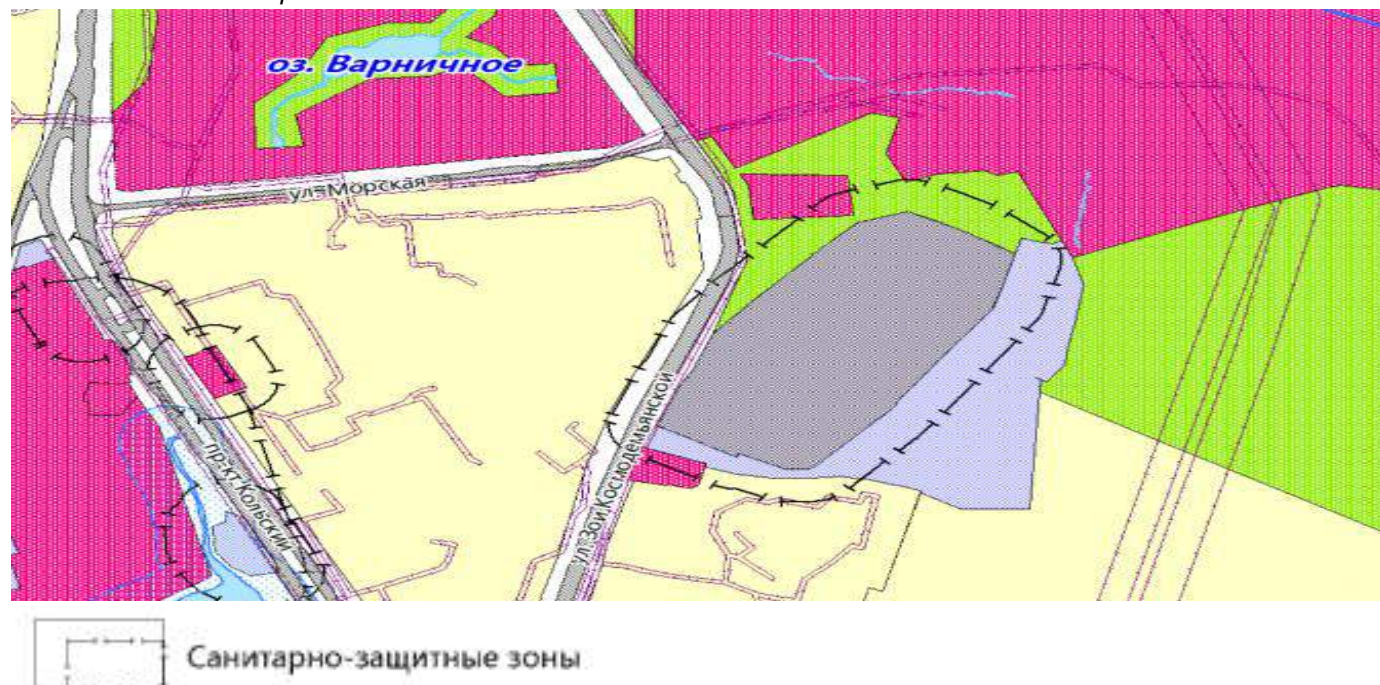 оз. Варничное
ул. Морская
пр-кт Кольский
ул. Зои Космодемьянской
Санитарно-защитные зоны